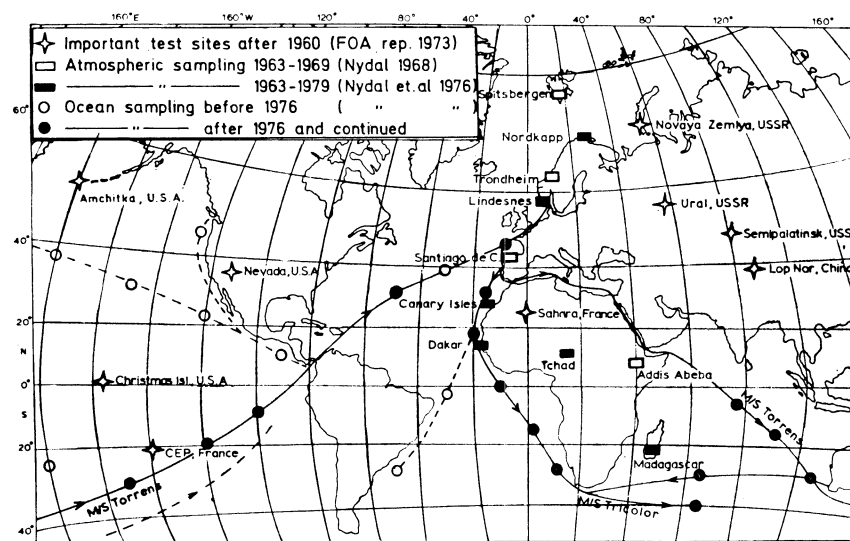 160°E 160°W 120° 80° 40° 0° 40° 80° 120° 160°
Important test sites after 1960 (FOA rep. 1973)
Atmospheric sampling 1963-1969 (Nydal 1968)
—— " —— 1963-1979 (Nydal et.al 1976)
Ocean sampling before 1976 ( " " )
—— " —— after 1976 and continued
60°
Spitsbergen
Novaya Zemlya, USSR
Nordkapp
Trondheim
Amchitka, U.S.A.
Lindesnes
Ural, USSR
Semipalatinsk, USS
40°
Santiago de C.
Nevada, U.S.A
Lop Nor, China
Canary Isles
Sahara, France
20°
Dakar
N
Tchad
Addis Abeba
0°
Christmas Isl. U.S.A
M/S Torrens
S
20°
CEP, France
Madagascar
M/S Torrens
M/S Tricolor
40°